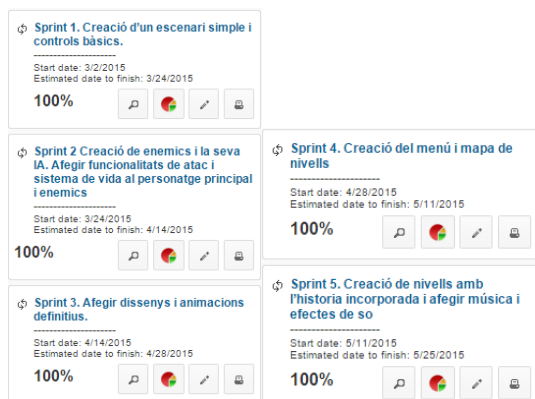 Sprint 1. Creació d'un escenari simple i
controls bàsics.
---------------------
Start date: 3/2/2015
Estimated date to finish: 3/24/2015
100%
Sprint 2 Creació de enemics i la seva
IA. Afegir funcionalitats de atac i
sistema de vida al personatge principal
i enemics
---------------------
Start date: 3/24/2015
Estimated date to finish: 4/14/2015
100%
Sprint 3. Afegir dissenys i animacions
definitius.
---------------------
Start date: 4/14/2015
Estimated date to finish: 4/28/2015
100%
Sprint 4. Creació del menú i mapa de
nivells
---------------------
Start date: 4/28/2015
Estimated date to finish: 5/11/2015
100%
Sprint 5. Creació de nivells amb
l'historia incorporada i afegir música i
efectes de so
---------------------
Start date: 5/11/2015
Estimated date to finish: 5/25/2015
100%